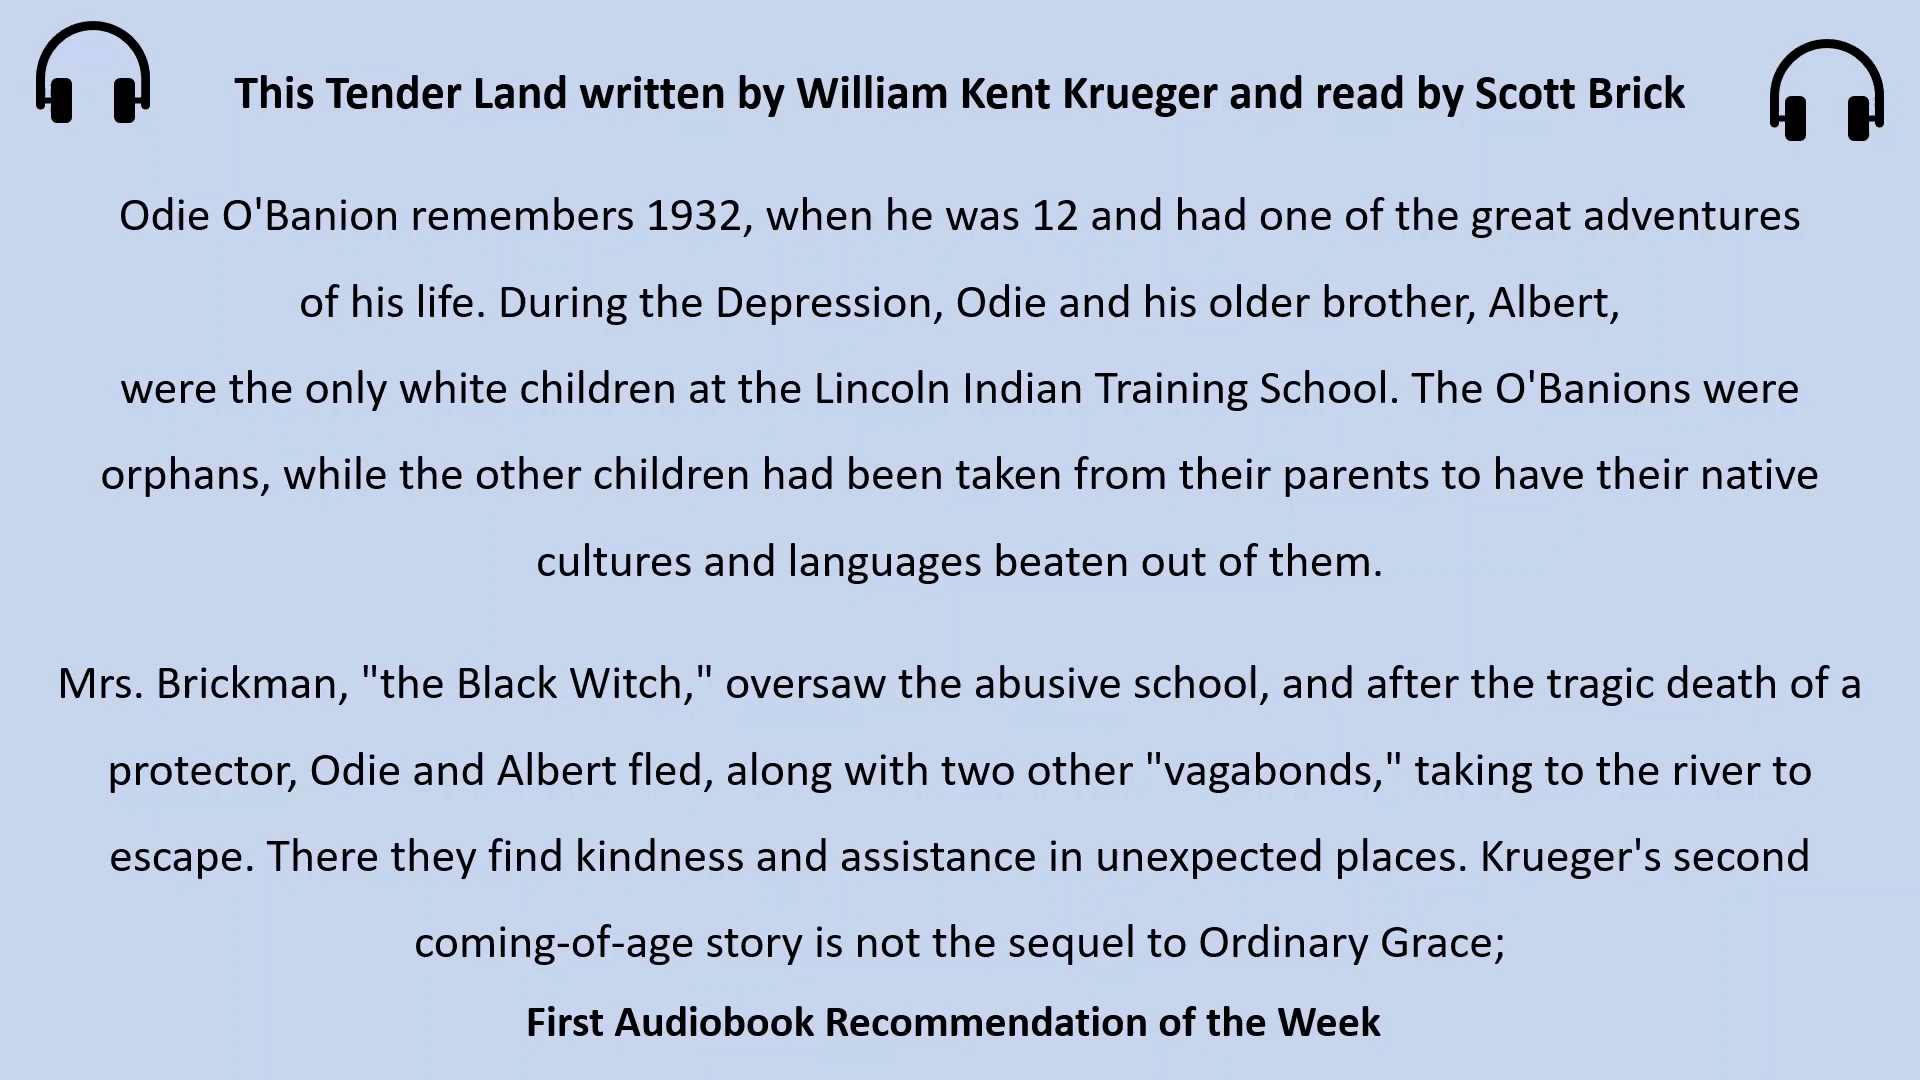 This Tender Land written by William Kent Krueger and read by Scott Brick
Odie O'Banion remembers 1932, when he was 12 and had one of the great adventures
of his life. During the Depression, Odie and his older brother, Albert,
were the only white children at the Lincoln Indian Training School. The O'Banions were
orphans, while the other children had been taken from their parents to have their native
cultures and languages beaten out of them.
Mrs. Brickman, "the Black Witch," oversaw the abusive school, and after the tragic death of a
protector, Odie and Albert fled, along with two other "vagabonds," taking to the river to
escape. There they find kindness and assistance in unexpected places. Krueger's second
coming-of-age story is not the sequel to Ordinary Grace;
First Audiobook Recommendation of the Week